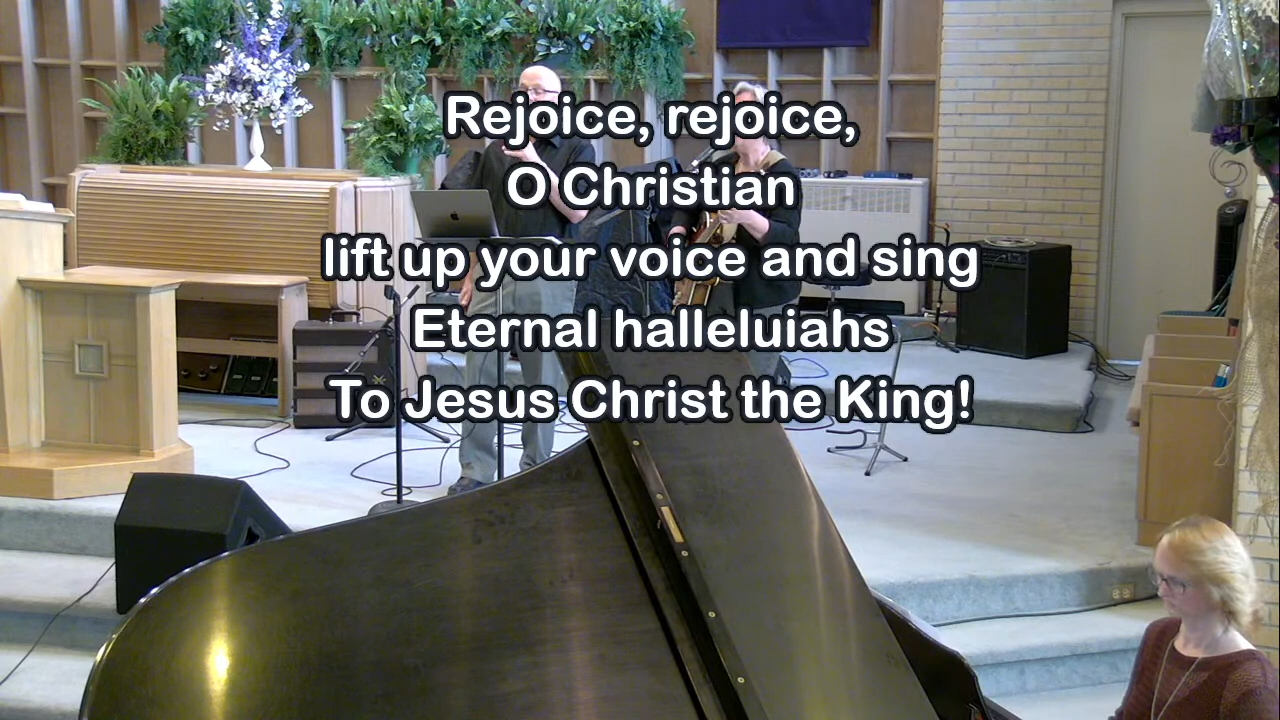 Rejoice, rejoice,
O Christian
lift up your voice and sing
Eternal halleluiahs
To Jesus Christ the King!